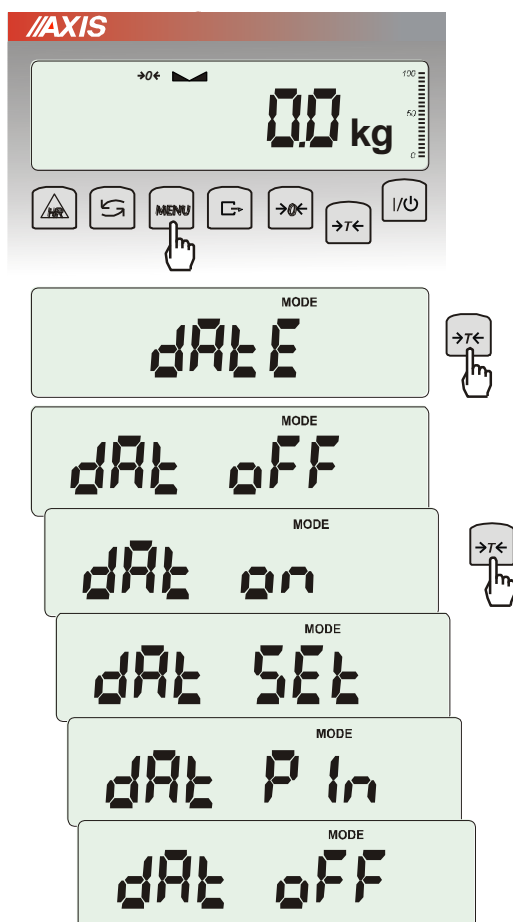 //AXIS
→0←
100
50
0
0.0 kg
HR MENU →0← →T← I/⏻
MODE
dAtE
→T←
MODE
dAt oFF
MODE
dAt on
→T←
MODE
dAt SEt
MODE
dAt PIn
MODE
dAt oFF